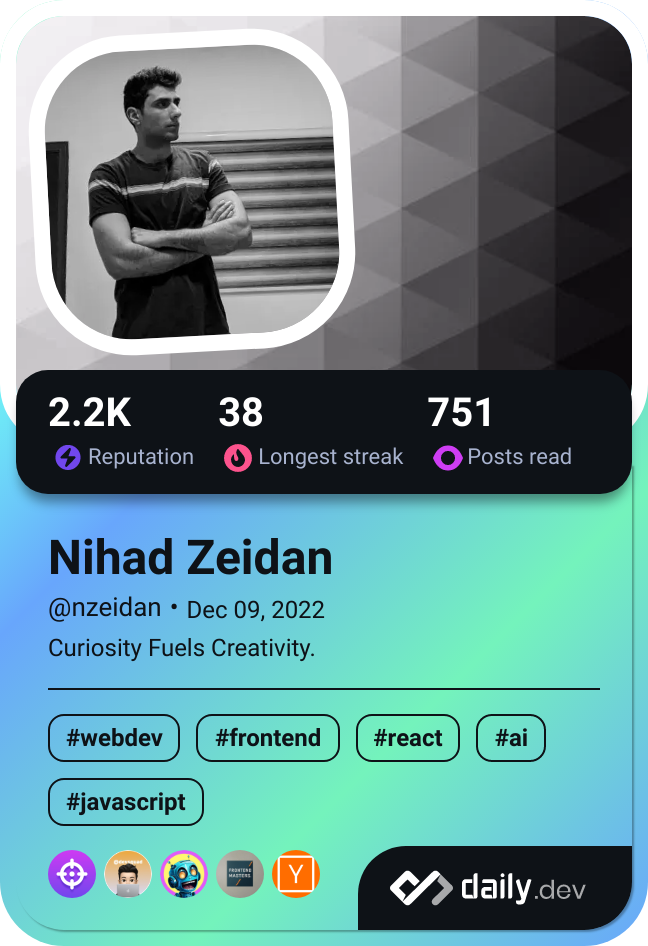 2.2K 38 751
Reputation Longest streak Posts read
Nihad Zeidan
@nzeidan • Dec 09, 2022
Curiosity Fuels Creativity.
#webdev #frontend #react #ai
#javascript
FRONTEND
MASTERS
Y
daily.dev